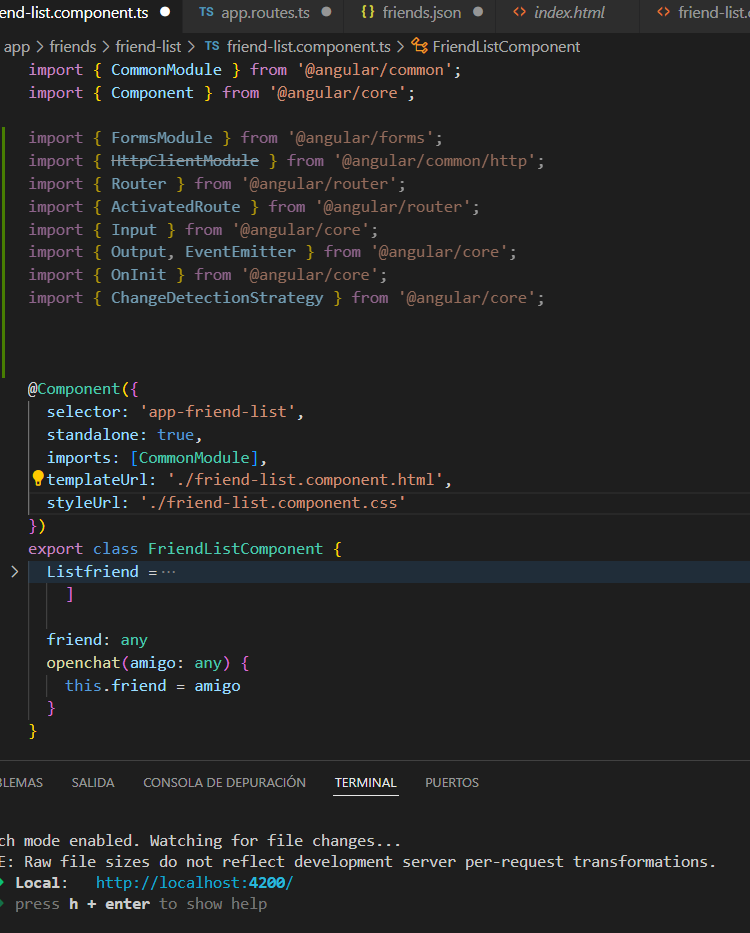 end-list.component.ts TS app.routes.ts {} friends.json <> index.html <> friend-list.c
app > friends > friend-list > TS friend-list.component.ts > FriendListComponent
import { CommonModule } from '@angular/common';
import { Component } from '@angular/core';
import { FormsModule } from '@angular/forms';
import { HttpClientModule } from '@angular/common/http';
import { Router } from '@angular/router';
import { ActivatedRoute } from '@angular/router';
import { Input } from '@angular/core';
import { Output, EventEmitter } from '@angular/core';
import { OnInit } from '@angular/core';
import { ChangeDetectionStrategy } from '@angular/core';
@Component({
selector: 'app-friend-list',
standalone: true,
imports: [CommonModule],
templateUrl: './friend-list.component.html',
styleUrl: './friend-list.component.css'
})
export class FriendListComponent {
Listfriend = ···
]
friend: any
openchat(amigo: any) {
this.friend = amigo
}
}
BLEMAS SALIDA CONSOLA DE DEPURACIÓN TERMINAL PUERTOS
ch mode enabled. Watching for file changes...
E: Raw file sizes do not reflect development server per-request transformations.
Local: http://localhost:4200/
press h + enter to show help